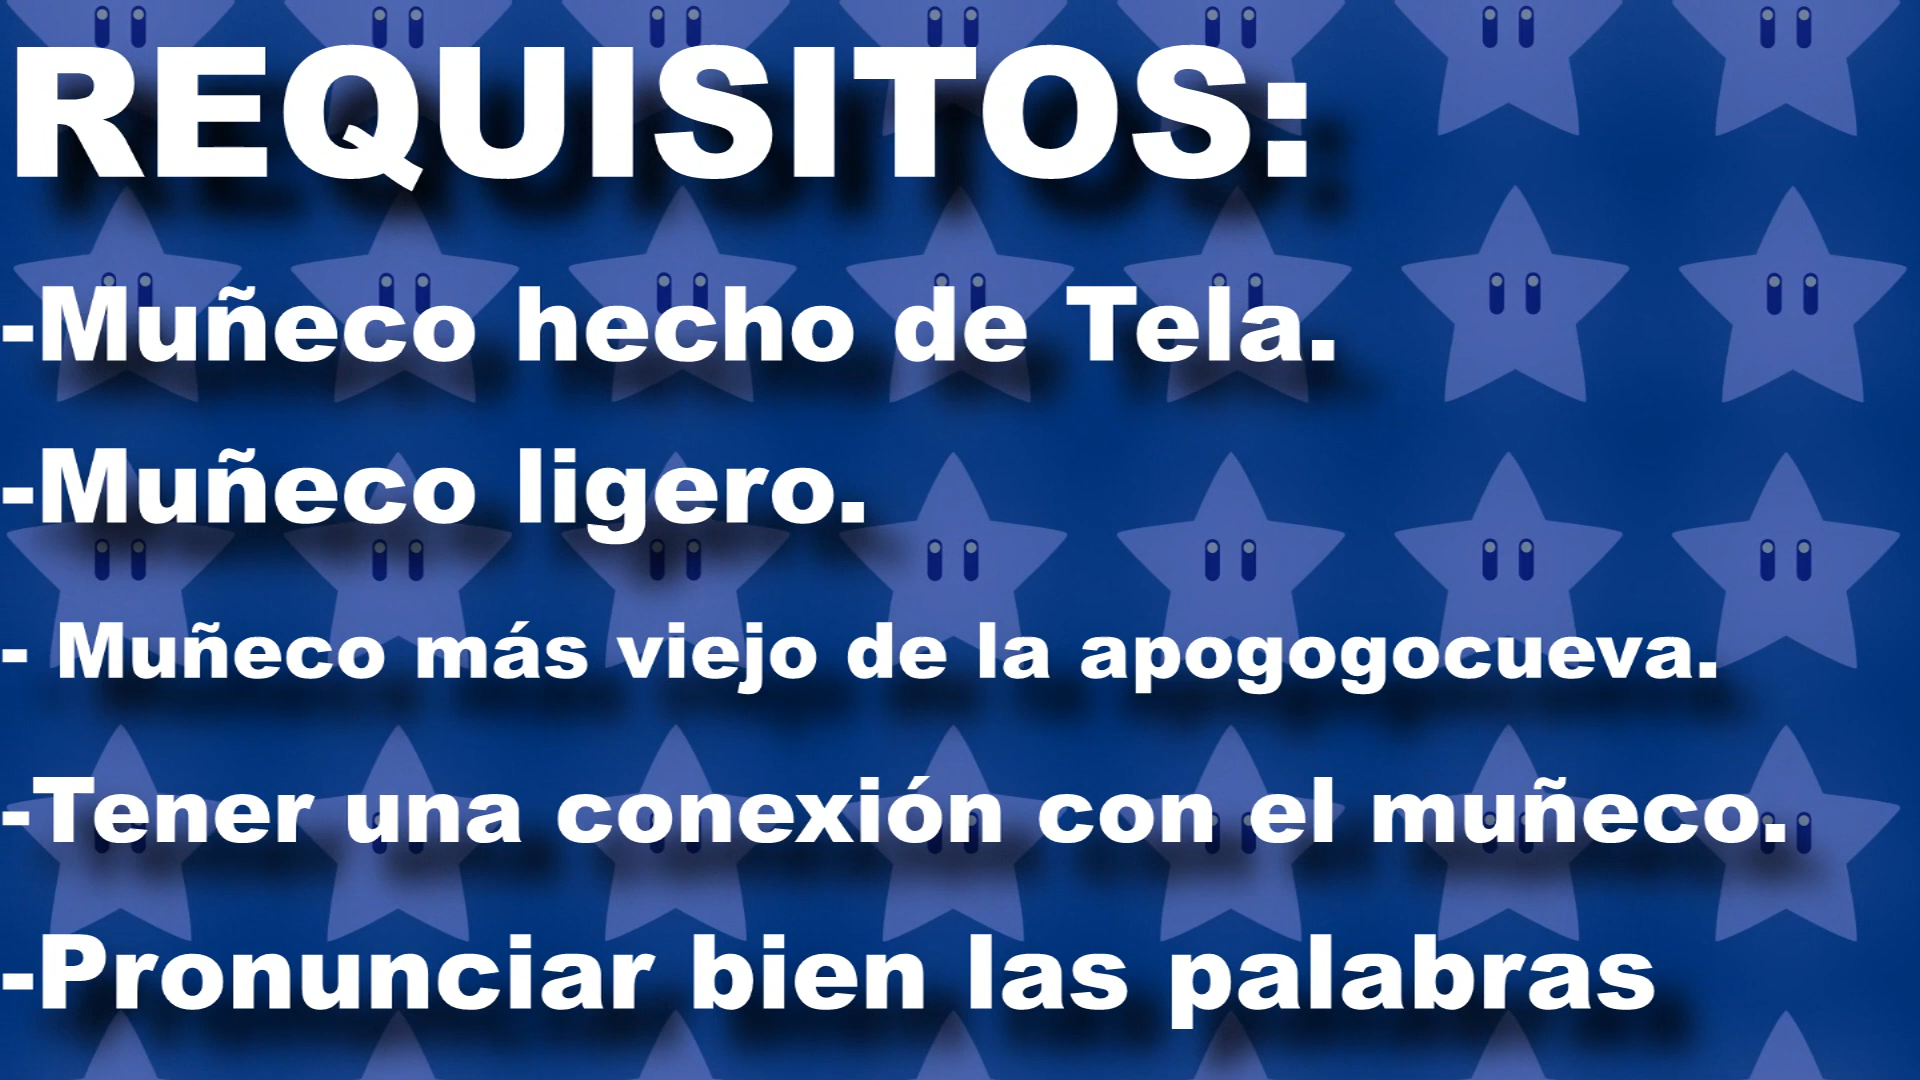 REQUISITOS:
-Muñeco hecho de Tela.
-Muñeco ligero.
- Muñeco más viejo de la apogogocueva.
-Tener una conexión con el muñeco.
-Pronunciar bien las palabras